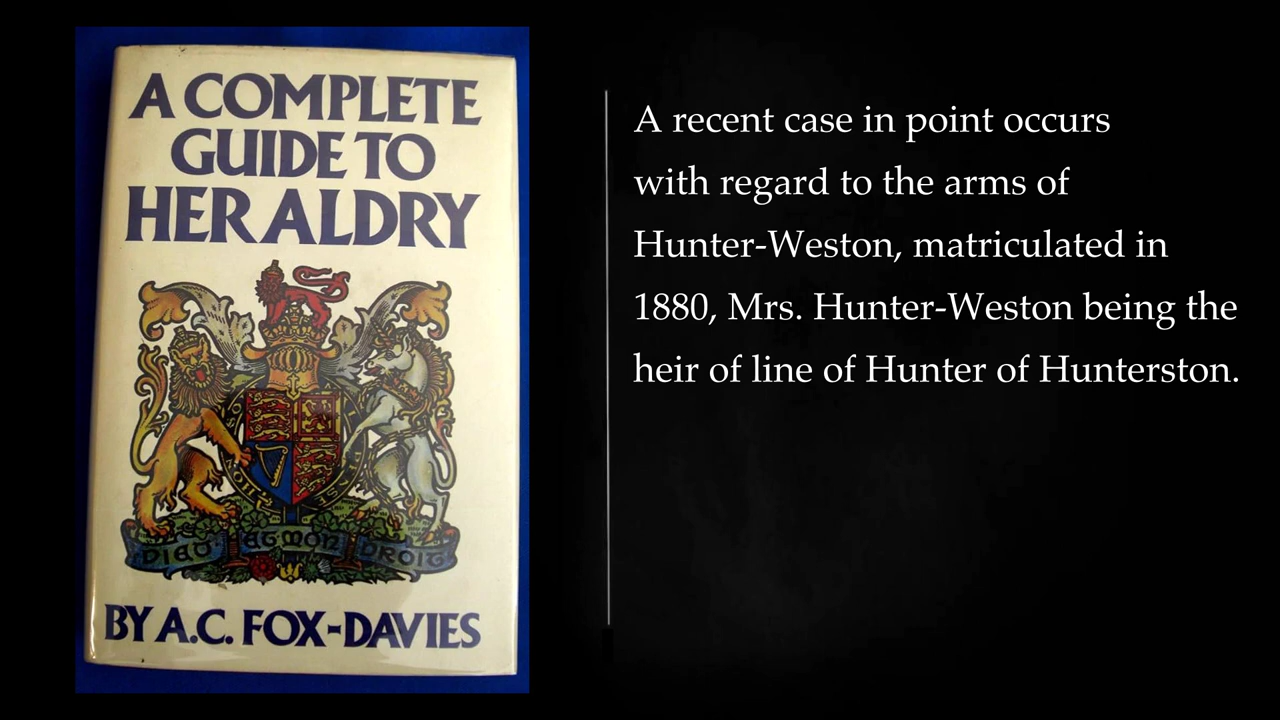 A COMPLETE
GUIDE TO
HERALDRY
DIEU ET MON DROIT
BY A.C. FOX-DAVIES
A recent case in point occurs
with regard to the arms of
Hunter-Weston, matriculated in
1880, Mrs. Hunter-Weston being the
heir of line of Hunter of Hunterston.